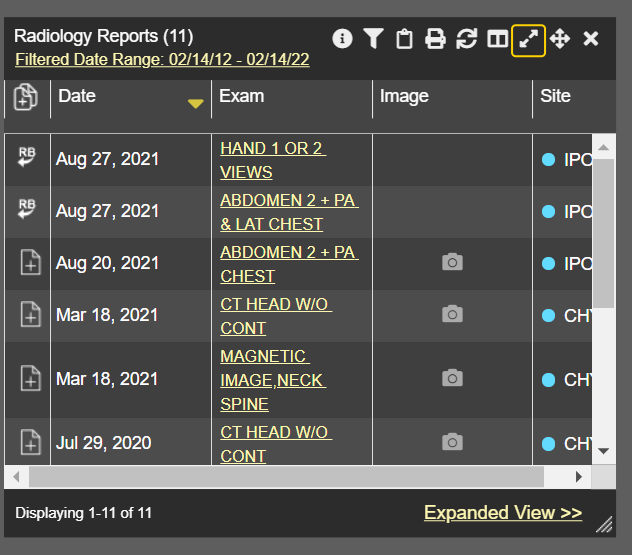 Radiology Reports (11)
Filtered Date Range: 02/14/12 - 02/14/22
Date Exam Image Site
RB Aug 27, 2021 HAND 1 OR 2 IPO
VIEWS
RB Aug 27, 2021 ABDOMEN 2 + PA IPO
& LAT CHEST
Aug 20, 2021 ABDOMEN 2 + PA IPO
CHEST
Mar 18, 2021 CT HEAD W/O CHY
CONT
MAGNETIC
Mar 18, 2021 IMAGE,NECK CHY
SPINE
Jul 29, 2020 CT HEAD W/O CHY
CONT
Displaying 1-11 of 11
Expanded View >>